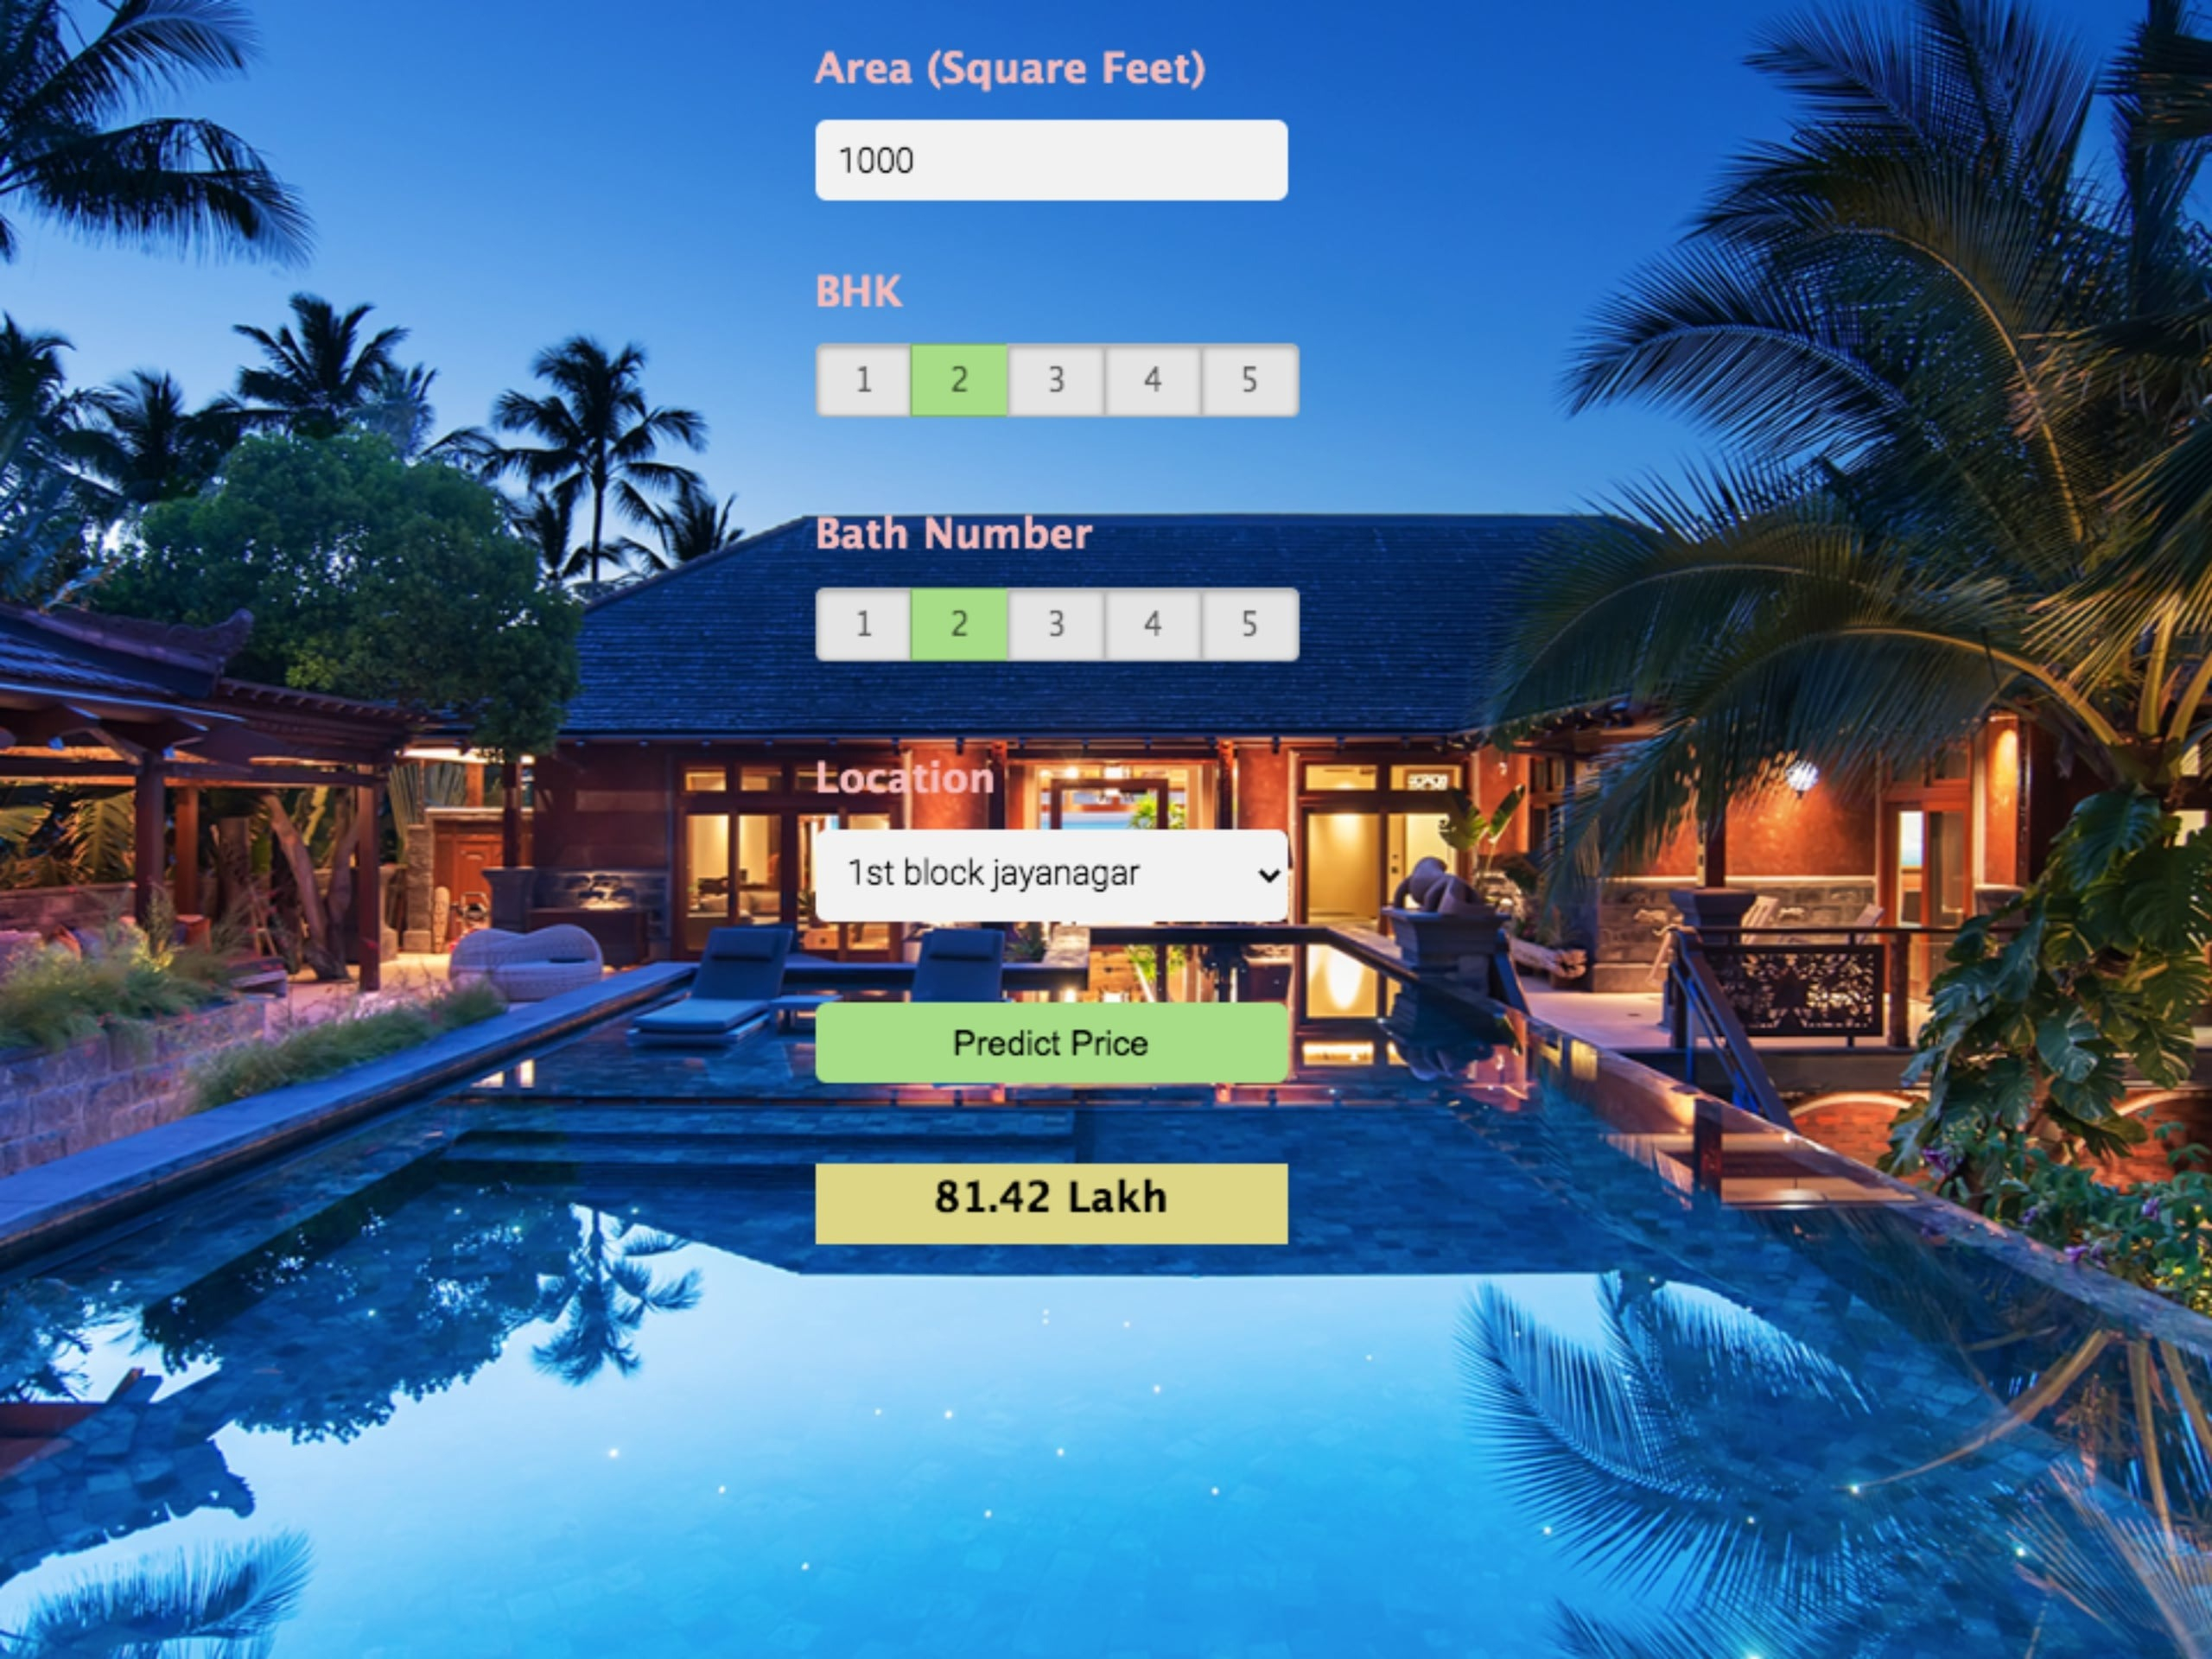 Area (Square Feet)
1000
BHK
1 2 3 4 5
Bath Number
1 2 3 4 5
Location
1st block jayanagar
Predict Price
81.42 Lakh